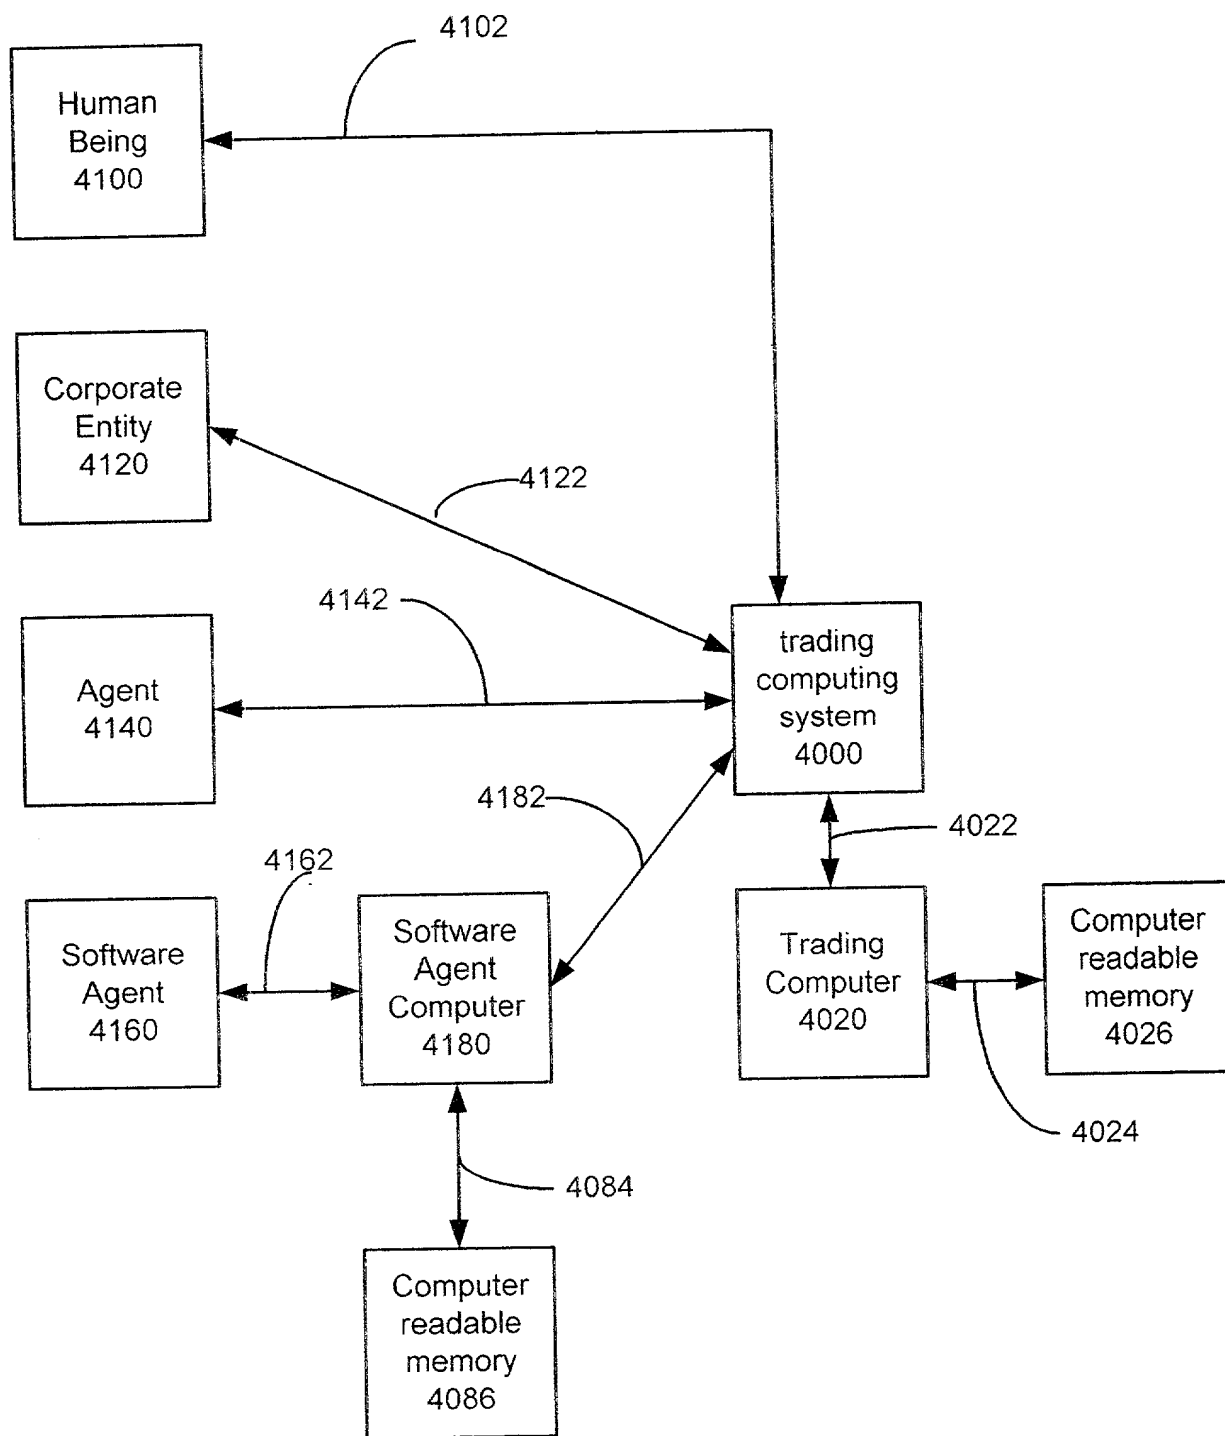 4102
Human
Being
4100
Corporate
Entity
4120
4122
4142
Agent
4140
trading
computing
system
4000
4182
4022
4162
Software
Agent
4160
Software
Agent
Computer
4180
Trading
Computer
4020
Computer
readable
memory
4026
4024
4084
Computer
readable
memory
4086